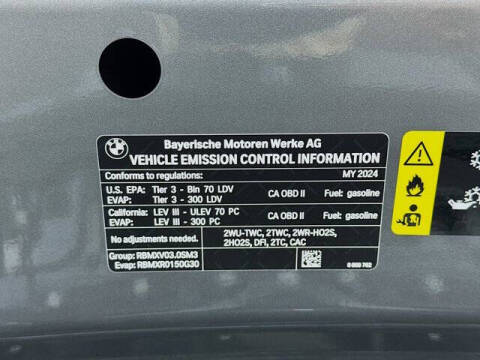 BMW
Bayerische Motoren Werke AG
VEHICLE EMISSION CONTROL INFORMATION
Conforms to regulations: MY 2024
U.S. EPA: Tier 3 - Bin 70 LDV CA OBD II Fuel: gasoline
EVAP: Tier 3 - 300 LDV
California: LEV III - ULEV 70 PC CA OBD II Fuel: gasoline
EVAP: LEV III - 300 PC
No adjustments needed. 2WU-TWC, 2TWC, 2WR-HO2S,
2HO2S, DFI, 2TC, CAC
Group: RBMXV03.0SM3
Evap: RBMXR0150G30